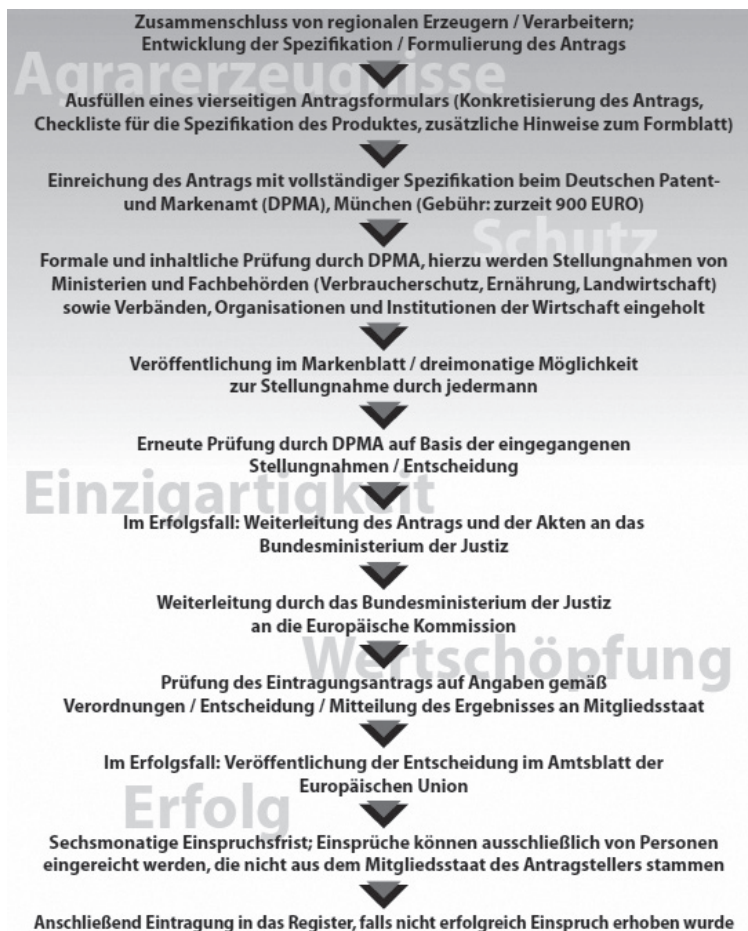 Zusammenschluss von regionalen Erzeugern / Verarbeitern;
Entwicklung der Spezifikation / Formulierung des Antrags
Agrarerzeugnisse
Ausfüllen eines vierseitigen Antragsformulars (Konkretisierung des Antrags,
Checkliste für die Spezifikation des Produktes, zusätzliche Hinweise zum Formblatt)
Einreichung des Antrags mit vollständiger Spezifikation beim Deutschen Patent-
und Markenamt (DPMA), München (Gebühr: zurzeit 900 EURO)
Schutz
Formale und inhaltliche Prüfung durch DPMA, hierzu werden Stellungnahmen von
Ministerien und Fachbehörden (Verbraucherschutz, Ernährung, Landwirtschaft)
sowie Verbänden, Organisationen und Institutionen der Wirtschaft eingeholt
Veröffentlichung im Markenblatt / dreimonatige Möglichkeit
zur Stellungnahme durch jedermann
Erneute Prüfung durch DPMA auf Basis der eingegangenen
Stellungnahmen / Entscheidung
Einzigartigkeit
Im Erfolgsfall: Weiterleitung des Antrags und der Akten an das
Bundesministerium der Justiz
Weiterleitung durch das Bundesministerium der Justiz
an die Europäische Kommission
Wertschöpfung
Prüfung des Eintragungsantrags auf Angaben gemäß
Verordnungen / Entscheidung / Mitteilung des Ergebnisses an Mitgliedsstaat
Im Erfolgsfall: Veröffentlichung der Entscheidung im Amtsblatt der
Europäischen Union
Erfolg
Sechsmonatige Einspruchsfrist; Einsprüche können ausschließlich von Personen
eingereicht werden, die nicht aus dem Mitgliedsstaat des Antragstellers stammen
Anschließend Eintragung in das Register, falls nicht erfolgreich Einspruch erhoben wurde